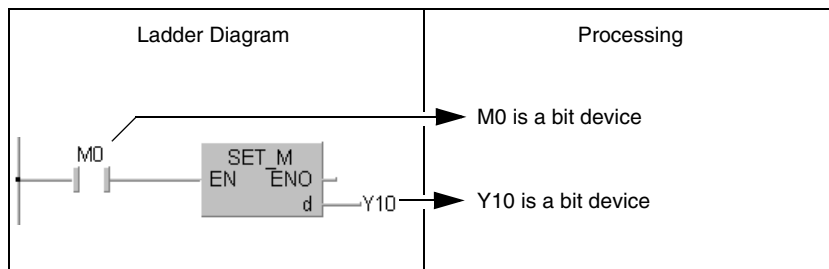 Ladder Diagram
Processing
M0 is a bit device
M0
SET_M
EN ENO
d Y10
Y10 is a bit device